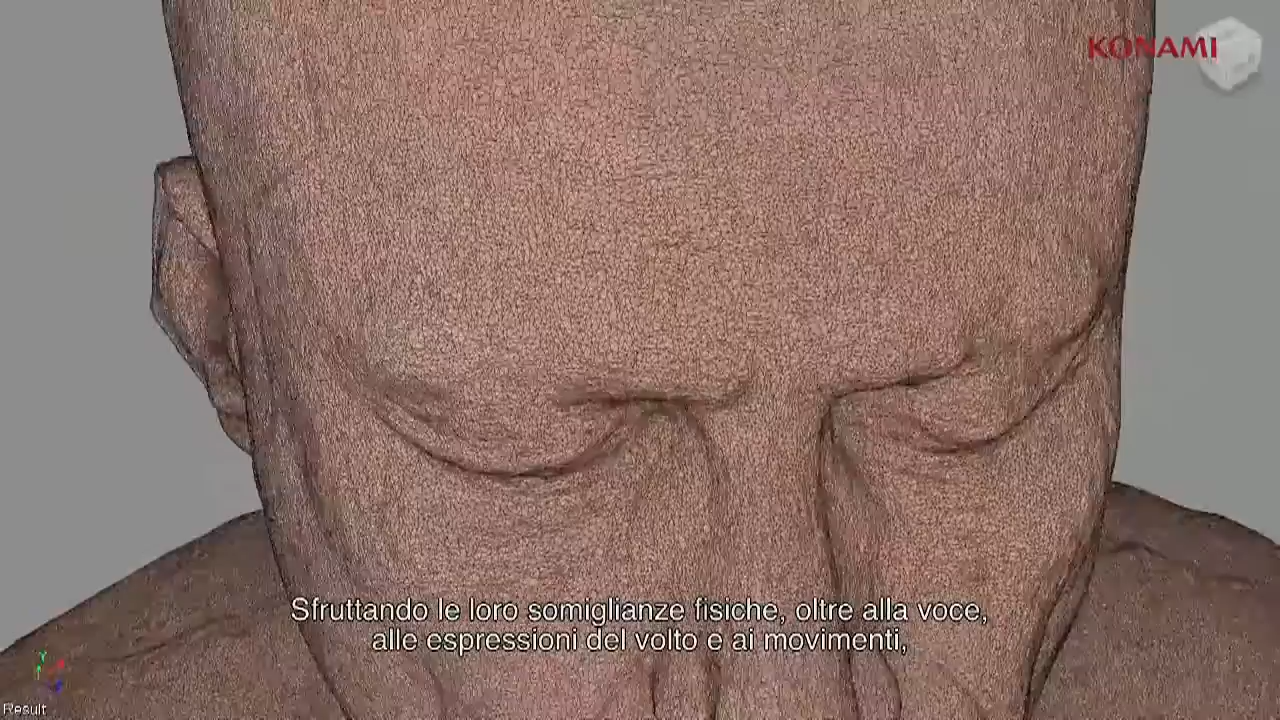 KONAMI
Sfruttando le loro somiglianze fisiche, oltre alla voce,
alle espressioni del volto e ai movimenti,
Y
Result